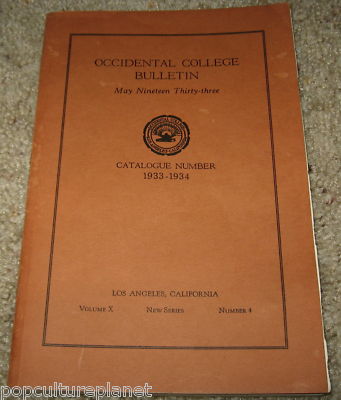 OCCIDENTAL COLLEGE
BULLETIN
May Nineteen Thirty-three
CATALOGUE NUMBER
1933-1934
LOS ANGELES, CALIFORNIA
VOLUME X NEW SERIES NUMBER 4
popcultureplanet